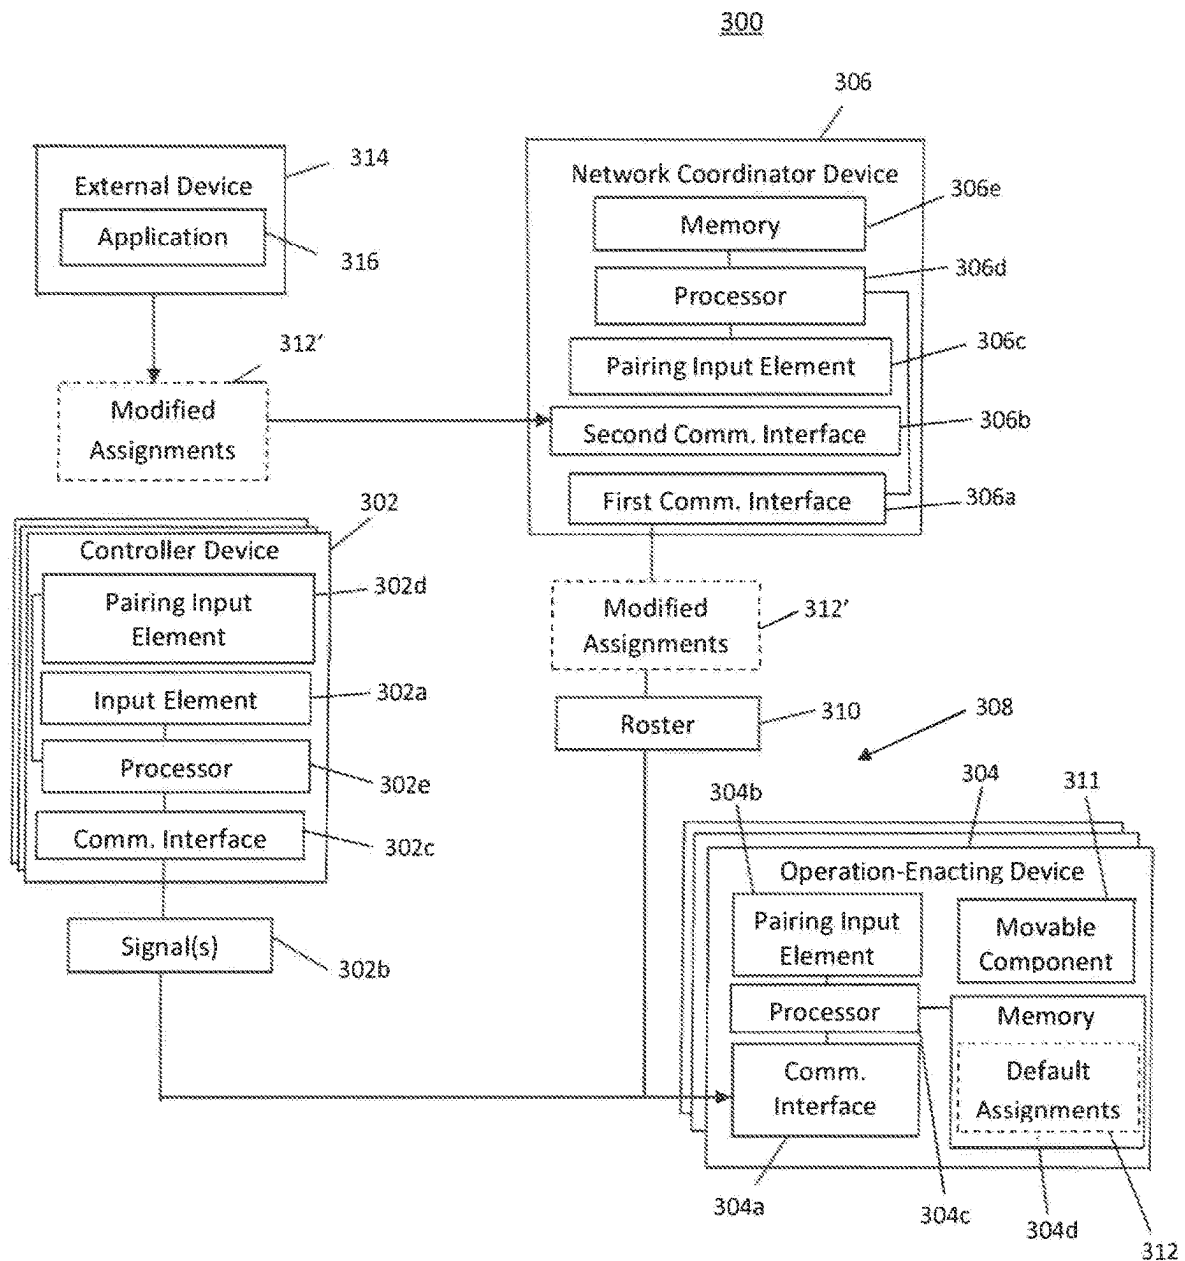 300
306
314
External Device
Application
316
Network Coordinator Device
306e
Memory
306d
Processor
306c
Pairing Input Element
312'
Modified
Assignments
Second Comm. Interface
306b
First Comm. Interface
306a
302
Controller Device
302d
Pairing Input
Element
302a
Input Element
Processor
302e
Comm. Interface
302c
Signal(s)
302b
Modified
Assignments
312'
Roster
310
308
304
311
304b
Operation-Enacting Device
Pairing Input
Element
Movable
Component
Processor
Memory
Comm.
Interface
Default
Assignments
304a
304c
304d
312